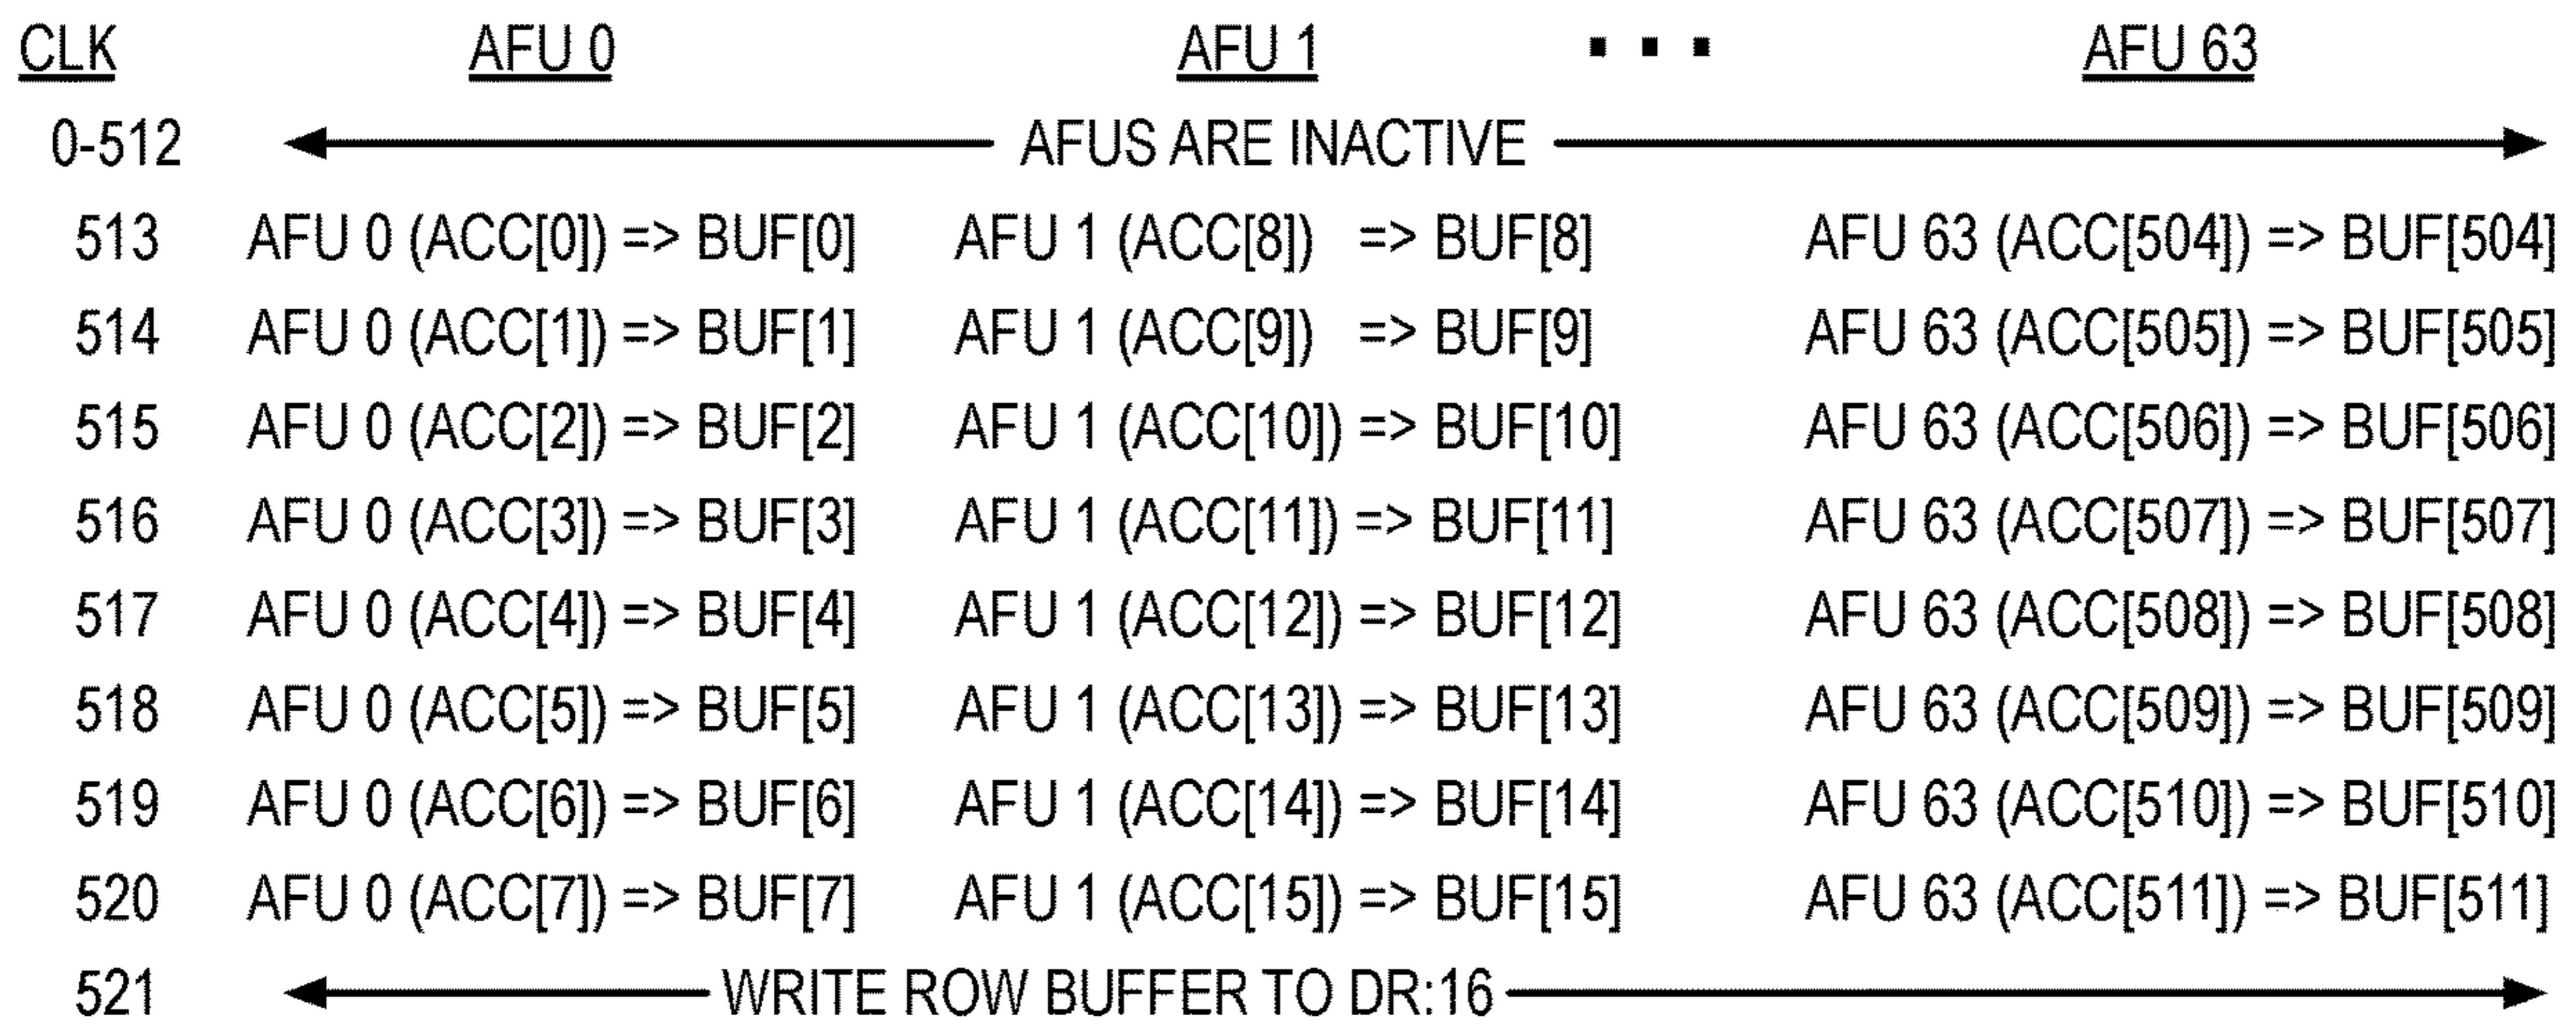 CLK AFU 0 AFU 1 ... AFU 63
0-512 AFUS ARE INACTIVE
513 AFU 0 (ACC[0]) => BUF[0] AFU 1 (ACC[8]) => BUF[8] AFU 63 (ACC[504]) => BUF[504]
514 AFU 0 (ACC[1]) => BUF[1] AFU 1 (ACC[9]) => BUF[9] AFU 63 (ACC[505]) => BUF[505]
515 AFU 0 (ACC[2]) => BUF[2] AFU 1 (ACC[10]) => BUF[10] AFU 63 (ACC[506]) => BUF[506]
516 AFU 0 (ACC[3]) => BUF[3] AFU 1 (ACC[11]) => BUF[11] AFU 63 (ACC[507]) => BUF[507]
517 AFU 0 (ACC[4]) => BUF[4] AFU 1 (ACC[12]) => BUF[12] AFU 63 (ACC[508]) => BUF[508]
518 AFU 0 (ACC[5]) => BUF[5] AFU 1 (ACC[13]) => BUF[13] AFU 63 (ACC[509]) => BUF[509]
519 AFU 0 (ACC[6]) => BUF[6] AFU 1 (ACC[14]) => BUF[14] AFU 63 (ACC[510]) => BUF[510]
520 AFU 0 (ACC[7]) => BUF[7] AFU 1 (ACC[15]) => BUF[15] AFU 63 (ACC[511]) => BUF[511]
521 WRITE ROW BUFFER TO DR:16